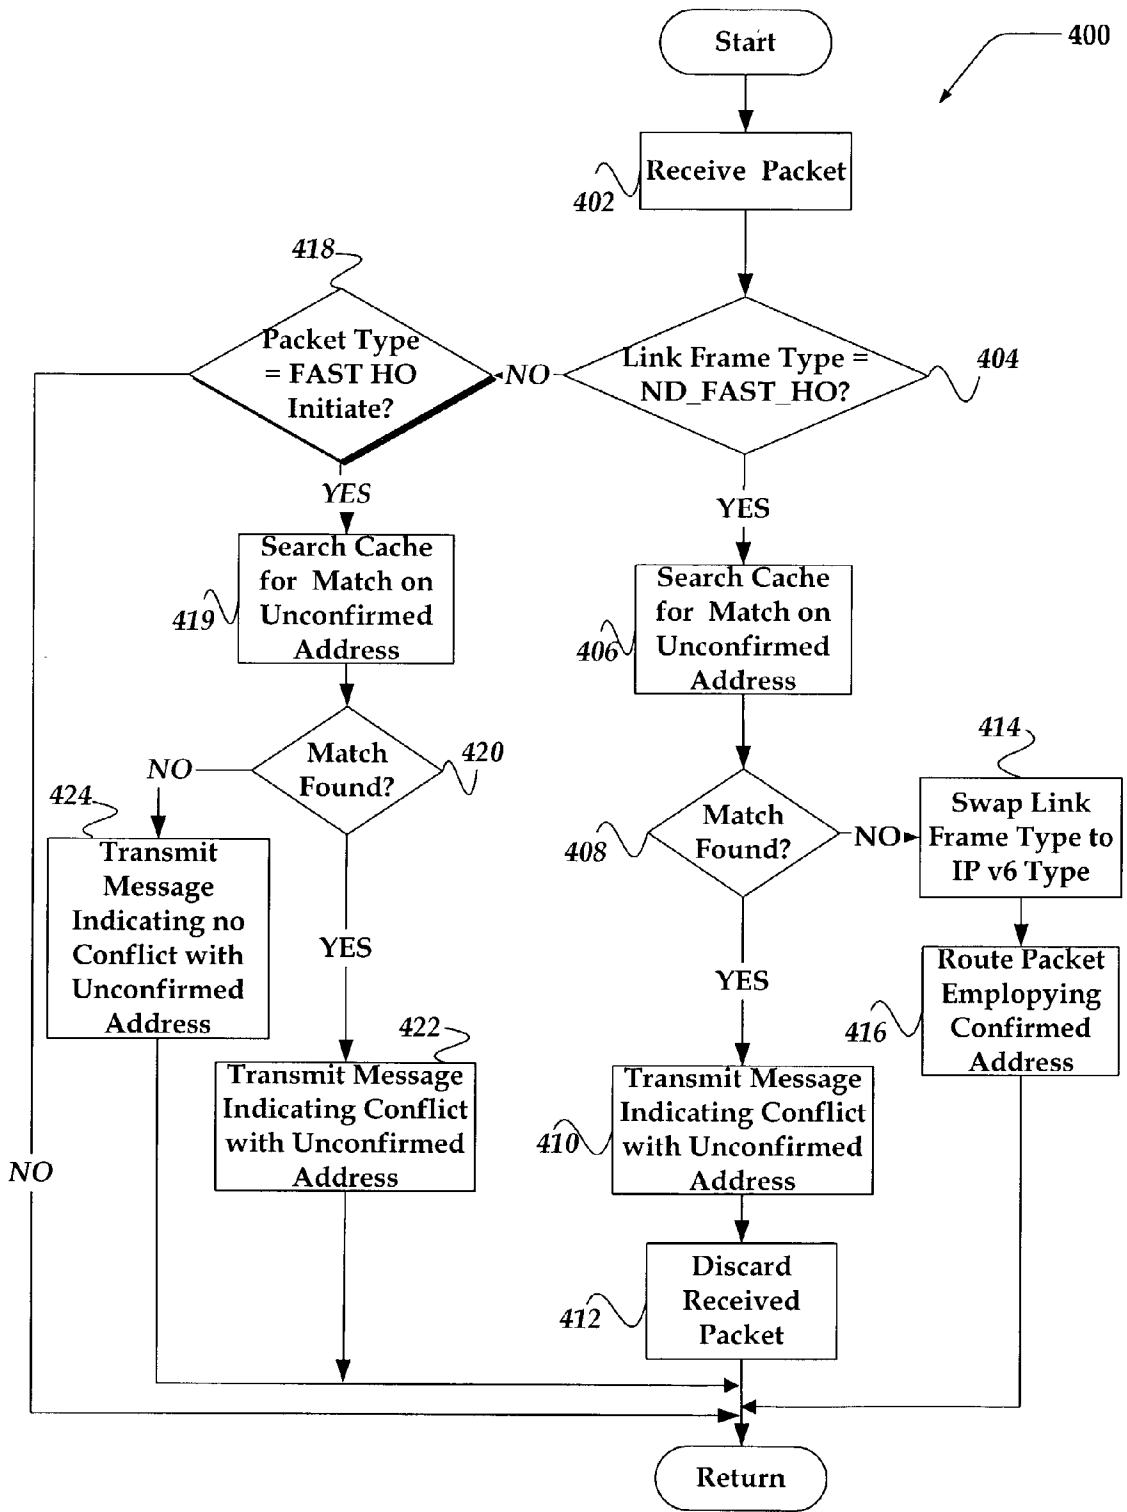 Start
400
Receive Packet
402
418
Packet Type
= FAST HO
Initiate?
NO
Link Frame Type =
ND_FAST_HO?
404
YES
YES
Search Cache
for Match on
Unconfirmed
Address
419
Search Cache
for Match on
Unconfirmed
Address
406
Match
Found?
420
NO
424
Transmit
Message
Indicating no
Conflict with
Unconfirmed
Address
Match
Found?
408
NO
414
Swap Link
Frame Type to
IP v6 Type
YES
YES
Route Packet
Emplopying
Confirmed
Address
416
422
Transmit Message
Indicating Conflict
with Unconfirmed
Address
Transmit Message
Indicating Conflict
with Unconfirmed
Address
410
NO
Discard
Received
Packet
412
Return